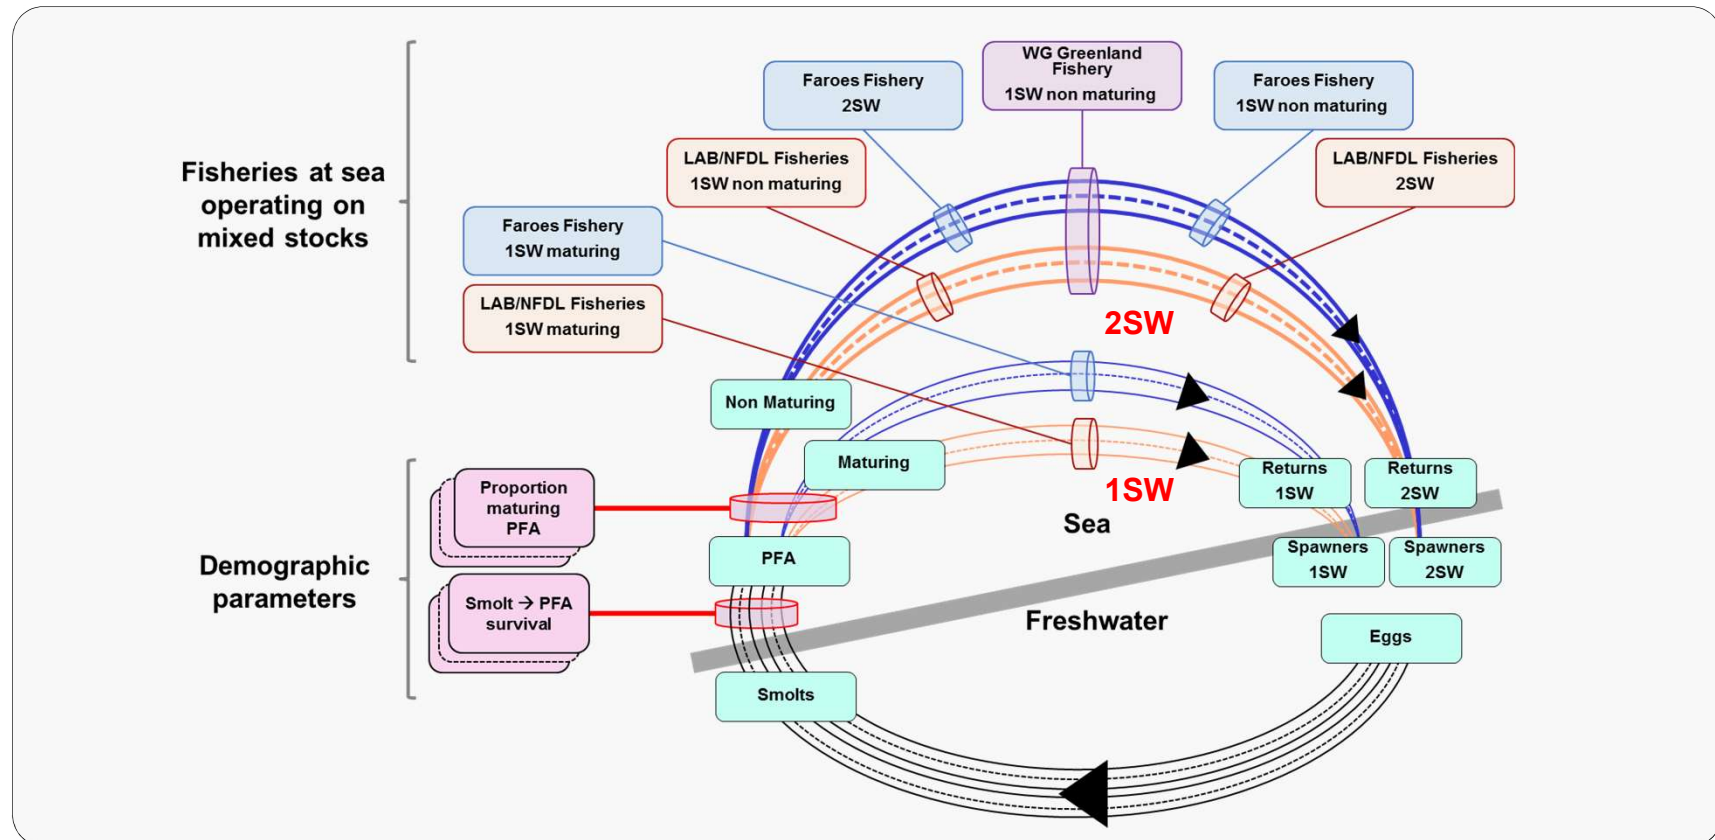 WG Greenland
Fishery
1SW non maturing
Faroes Fishery
2SW
Faroes Fishery
1SW non maturing
LAB/NFDL Fisheries
1SW non maturing
LAB/NFDL Fisheries
2SW
Fisheries at sea
operating on
mixed stocks
Faroes Fishery
1SW maturing
LAB/NFDL Fisheries
1SW maturing
2SW
Non Maturing
Maturing
1SW
Returns
1SW
Returns
2SW
Proportion
maturing
PFA
Sea
PFA
Spawners
1SW
Spawners
2SW
Demographic
parameters
Smolt → PFA
survival
Freshwater
Eggs
Smolts